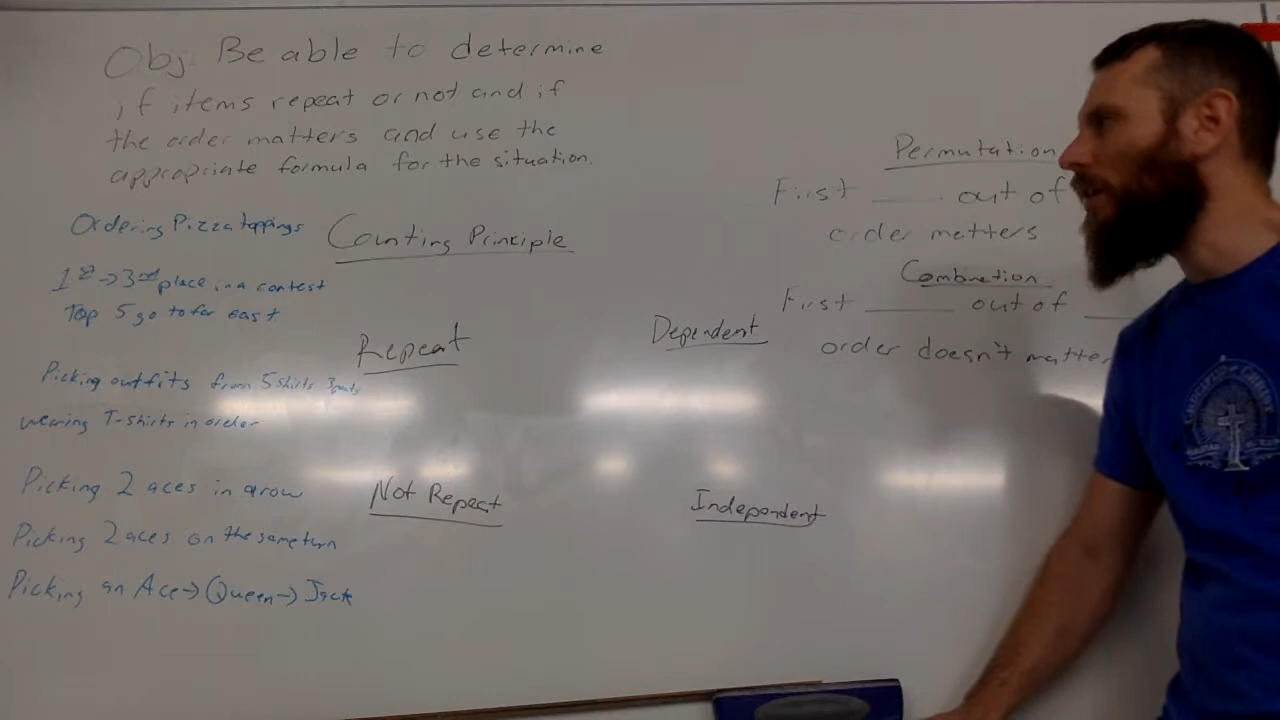 Obj: Be able to determine
if items repeat or not and if
the order matters and use the
appropriate formula for the situation.
Ordering Pizza toppings
1st → 3rd place in a contest
Top 5 go to far east
Picking outfits from 5 shirts 3 pants
wearing T-shirts in order
Picking 2 aces in a row
Picking 2 aces on the same turn
Picking an Ace → Queen → Jack
Counting Principle
Repeat
Not Repeat
Dependent
Independent
Permutation
First ____ out of
order matters
Combination
First ____ out of ____
order doesn't matter